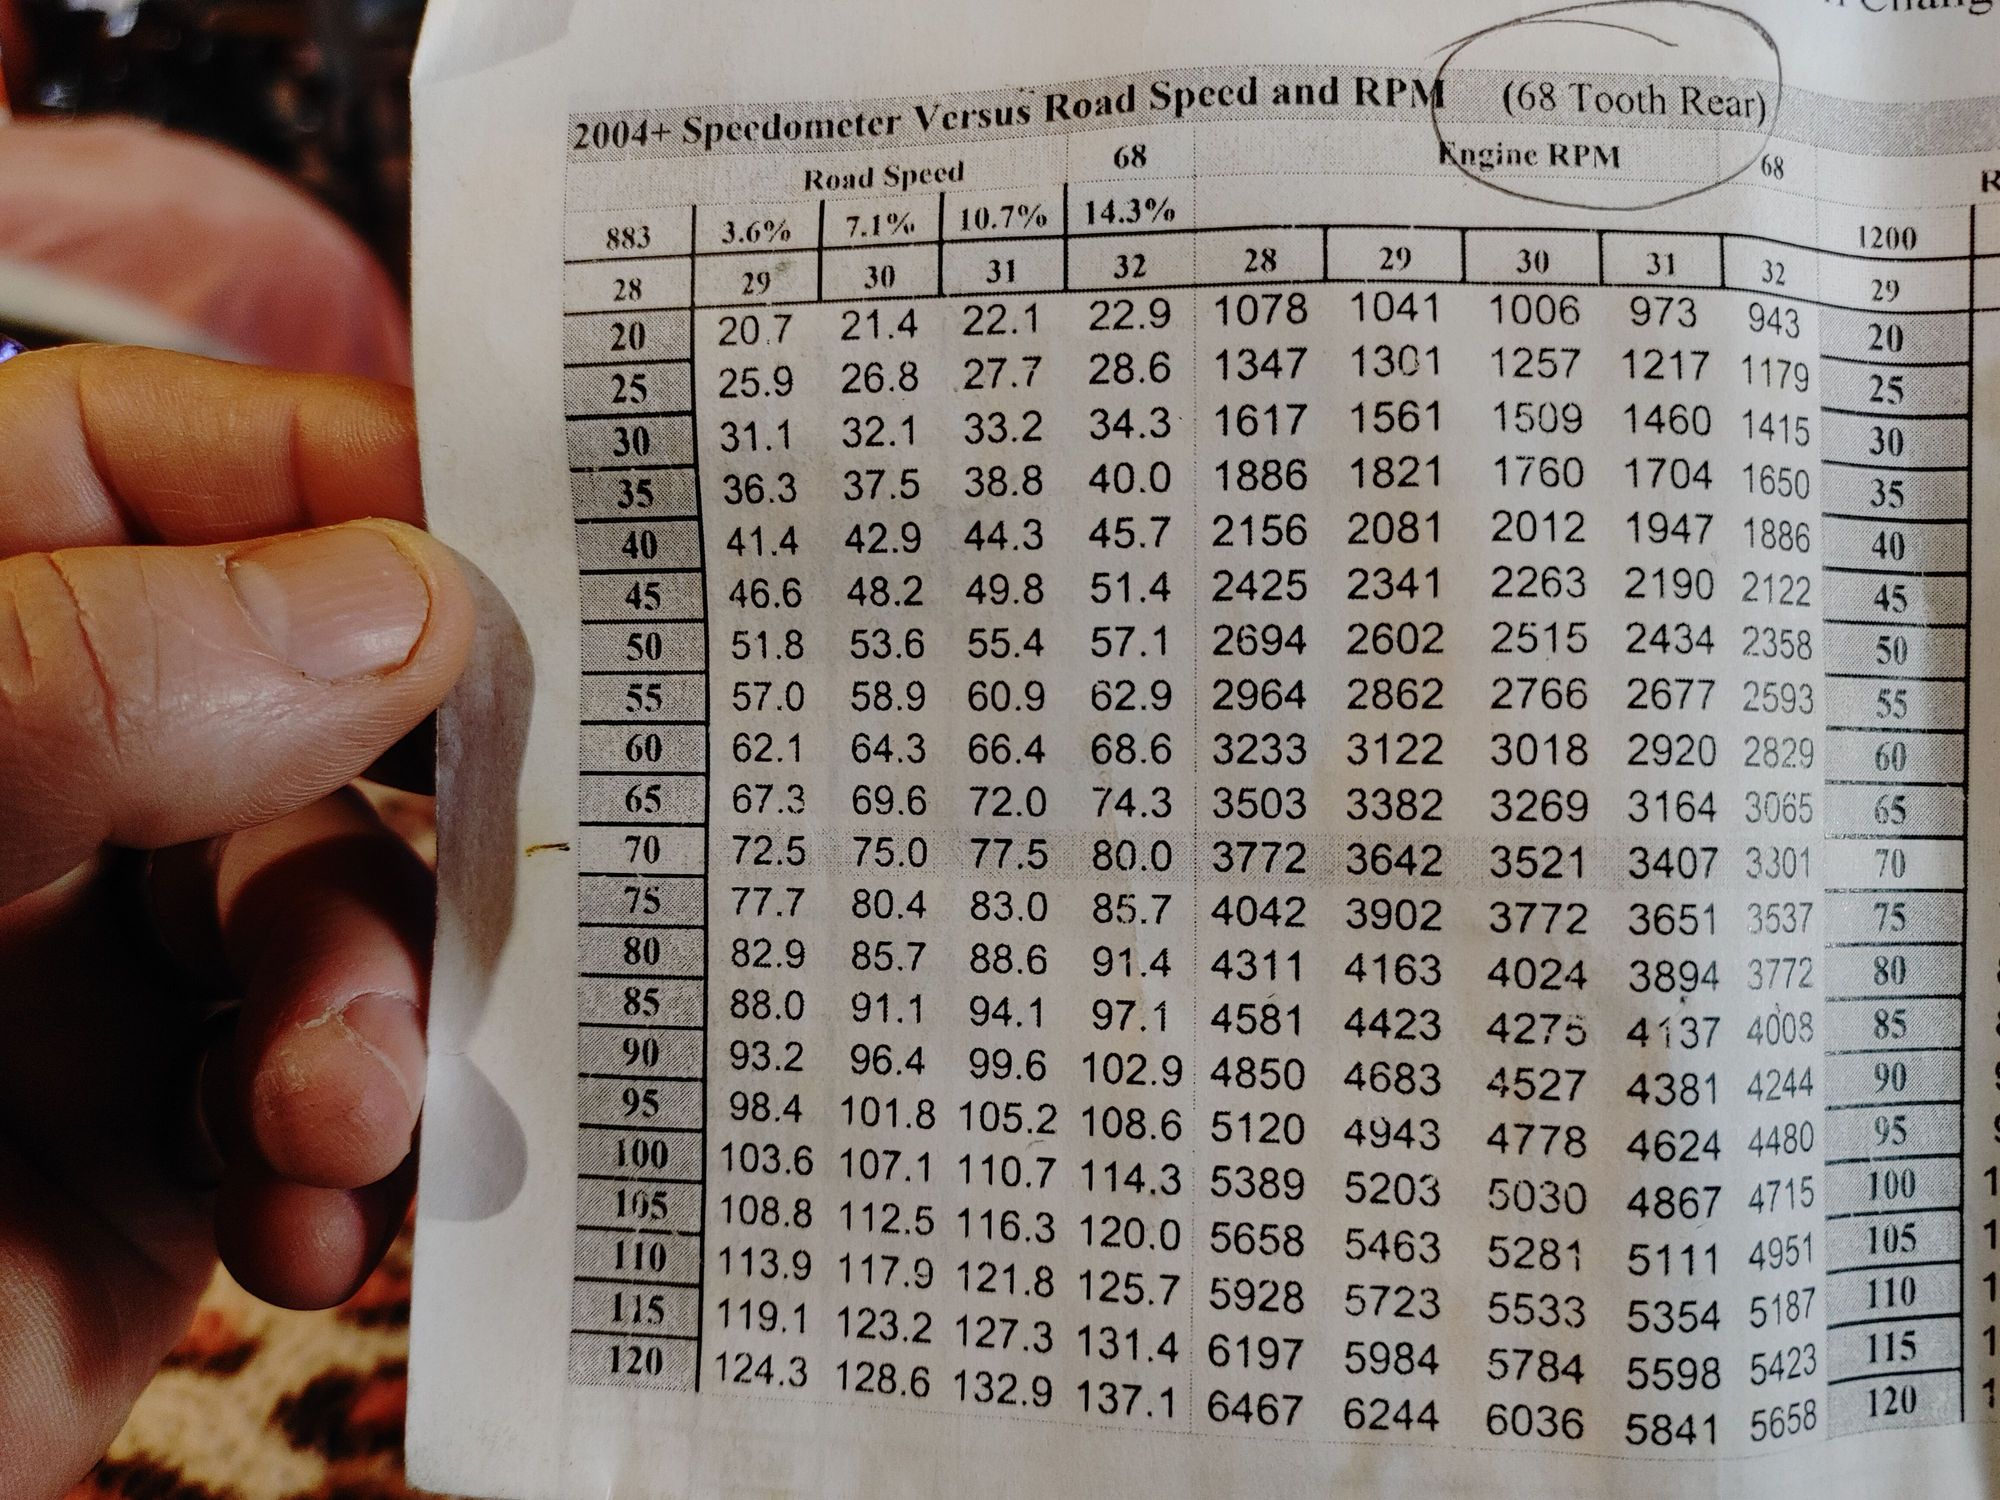 2004+ Speedometer Versus Road Speed and RPM (68 Tooth Rear)
Road Speed 68 Engine RPM 68
883 3.6% 7.1% 10.7% 14.3% 1200
28 29 30 31 32 28 29 30 31 32 29
20 20.7 21.4 22.1 22.9 1078 1041 1006 973 943 20
25 25.9 26.8 27.7 28.6 1347 1301 1257 1217 1179 25
30 31.1 32.1 33.2 34.3 1617 1561 1509 1460 1415 30
35 36.3 37.5 38.8 40.0 1886 1821 1760 1704 1650 35
40 41.4 42.9 44.3 45.7 2156 2081 2012 1947 1886 40
45 46.6 48.2 49.8 51.4 2425 2341 2263 2190 2122 45
50 51.8 53.6 55.4 57.1 2694 2602 2515 2434 2358 50
55 57.0 58.9 60.9 62.9 2964 2862 2766 2677 2593 55
60 62.1 64.3 66.4 68.6 3233 3122 3018 2920 2829 60
65 67.3 69.6 72.0 74.3 3503 3382 3269 3164 3065 65
70 72.5 75.0 77.5 80.0 3772 3642 3521 3407 3301 70
75 77.7 80.4 83.0 85.7 4042 3902 3772 3651 3537 75
80 82.9 85.7 88.6 91.4 4311 4163 4024 3894 3772 80
85 88.0 91.1 94.1 97.1 4581 4423 4275 4137 4008 85
90 93.2 96.4 99.6 102.9 4850 4683 4527 4381 4244 90
95 98.4 101.8 105.2 108.6 5120 4943 4778 4624 4480 95
100 103.6 107.1 110.7 114.3 5389 5203 5030 4867 4715 100
105 108.8 112.5 116.3 120.0 5658 5463 5281 5111 4951 105
110 113.9 117.9 121.8 125.7 5928 5723 5533 5354 5187 110
115 119.1 123.2 127.3 131.4 6197 5984 5784 5598 5423 115
120 124.3 128.6 132.9 137.1 6467 6244 6036 5841 5658 120